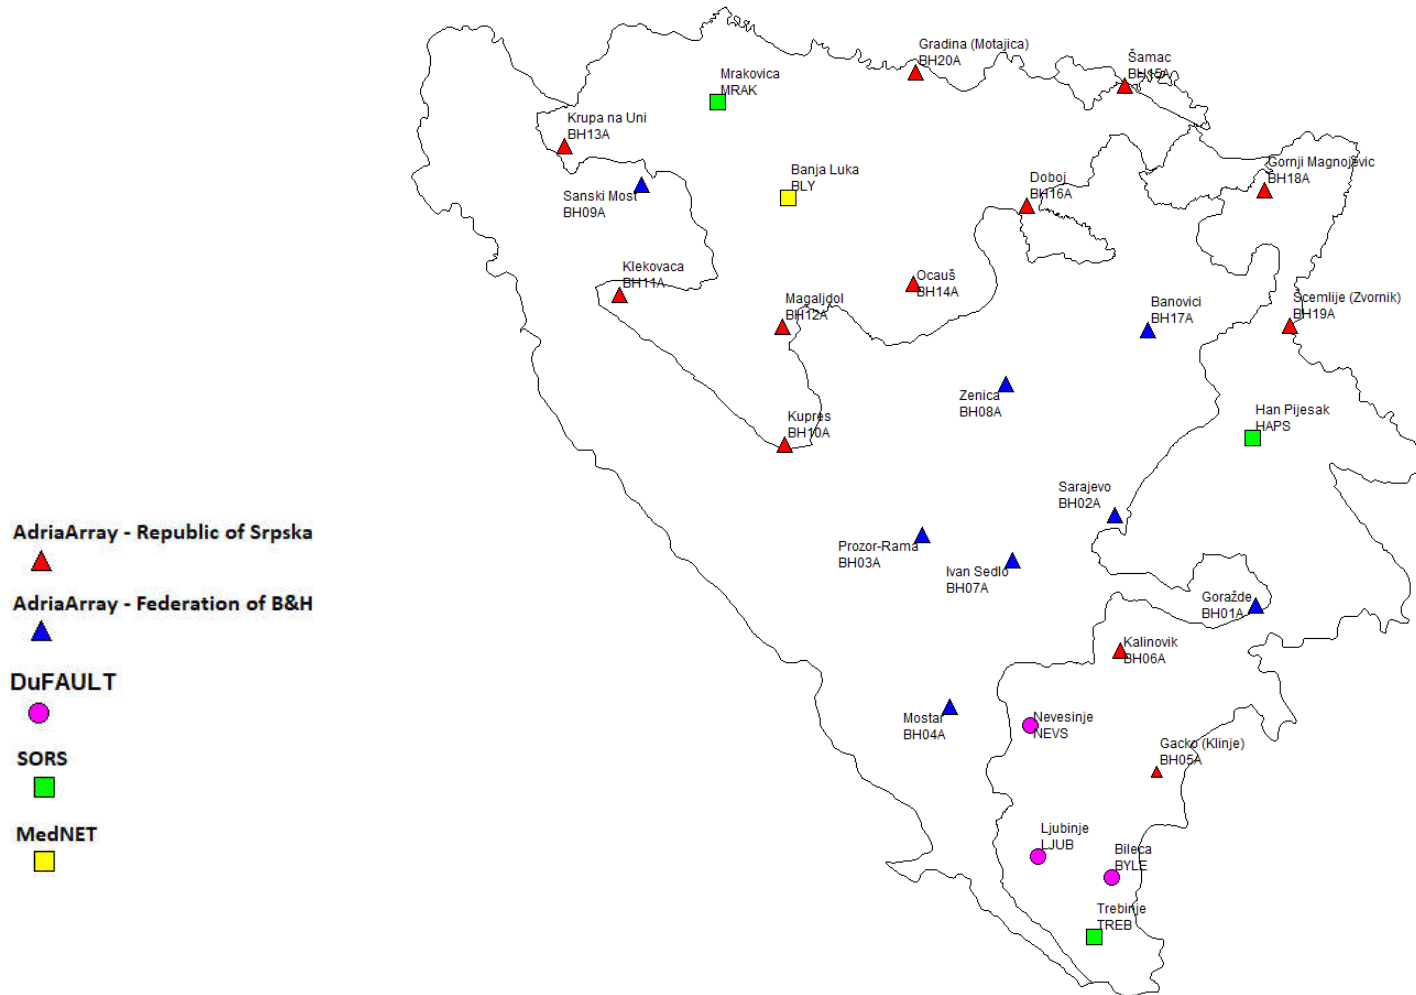 Gradina (Motajica)
BH20A
Šamac
BH15A
Mrakovica
MRAK
Krupa na Uni
BH13A
Banja Luka
BLY
Sanski Most
BH09A
Doboj
BH16A
Gornji Magnojevic
BH18A
Klekovaca
BH11A
Magaljdol
BH12A
Ocauš
BH14A
Banovici
BH17A
Šcemlije (Zvornik)
BH19A
Zenica
BH08A
Kupres
BH10A
Han Pijesak
HAPS
Sarajevo
BH02A
Prozor-Rama
BH03A
Ivan Sedlo
BH07A
Goražde
BH01A
Kalinovik
BH06A
Mostar
BH04A
Nevesinje
NEVS
Gacko (Klinje)
BH05A
Ljubinje
LJUB
Bileca
BYLE
Trebinje
TREB
AdriaArray - Republic of Srpska
AdriaArray - Federation of B&H
DuFAULT
SORS
MedNET